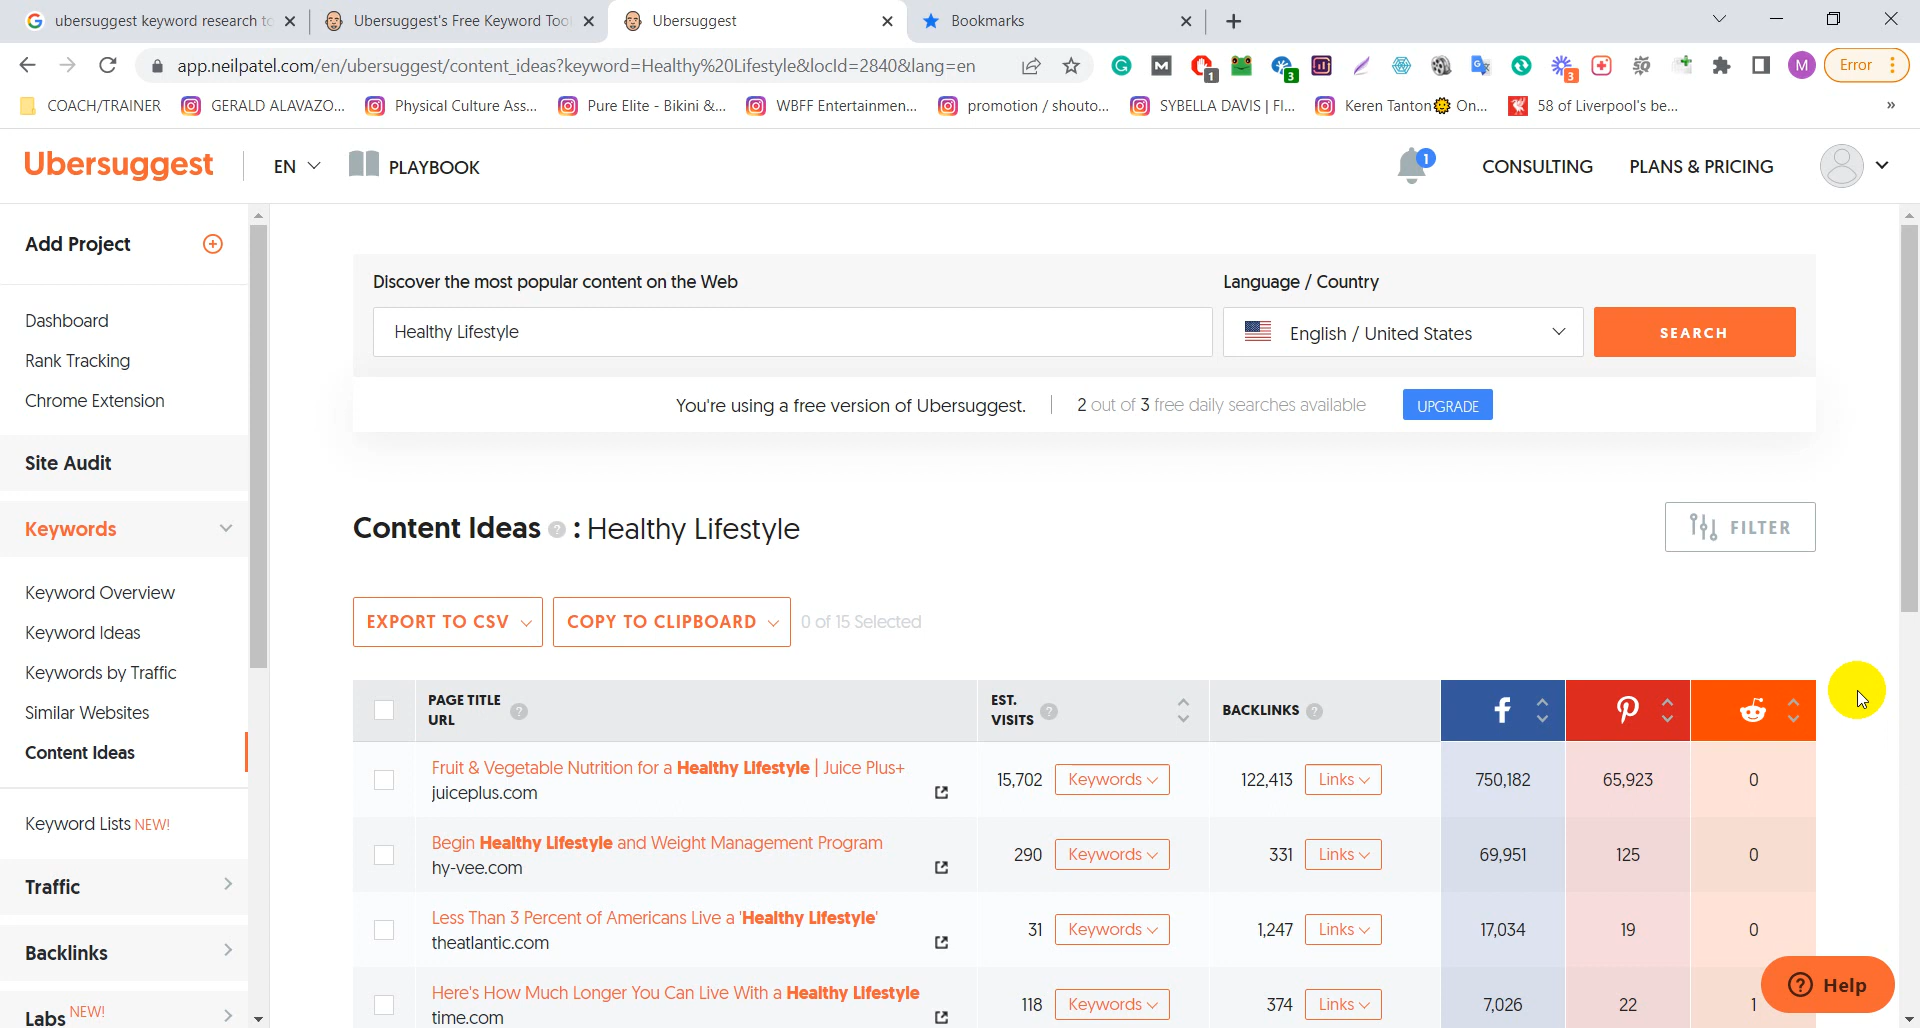 ubersuggest keyword research to
Ubersuggest's Free Keyword Tool
Ubersuggest
Bookmarks
app.neilpatel.com/en/ubersuggest/content_ideas?keyword=Healthy%20Lifestyle&locId=2840&lang=en
1
3
3
M
Error
COACH/TRAINER
GERALD ALAVAZO...
Physical Culture Ass...
Pure Elite - Bikini &...
WBFF Entertainmen...
promotion / shouto...
SYBELLA DAVIS | Fl...
Keren Tanton🌞 On...
58 of Liverpool's be...
»
Ubersuggest
EN
PLAYBOOK
1
CONSULTING
PLANS & PRICING
Add Project
Dashboard
Rank Tracking
Chrome Extension
Site Audit
Keywords
Keyword Overview
Keyword Ideas
Keywords by Traffic
Similar Websites
Content Ideas
Keyword Lists NEW!
Traffic
Backlinks
Labs NEW!
Discover the most popular content on the Web
Language / Country
Healthy Lifestyle
English / United States
SEARCH
You're using a free version of Ubersuggest.
2 out of 3 free daily searches available
UPGRADE
Content Ideas ? : Healthy Lifestyle
FILTER
EXPORT TO CSV
COPY TO CLIPBOARD
0 of 15 Selected
PAGE TITLE
URL
?
EST.
VISITS ?
BACKLINKS ?
Fruit & Vegetable Nutrition for a Healthy Lifestyle | Juice Plus+
juiceplus.com
15,702 Keywords 122,413 Links 750,182 65,923 0
Begin Healthy Lifestyle and Weight Management Program
hy-vee.com
290 Keywords 331 Links 69,951 125 0
Less Than 3 Percent of Americans Live a 'Healthy Lifestyle'
theatlantic.com
31 Keywords 1,247 Links 17,034 19 0
Here's How Much Longer You Can Live With a Healthy Lifestyle
time.com
118 Keywords 374 Links 7,026 22 1
? Help